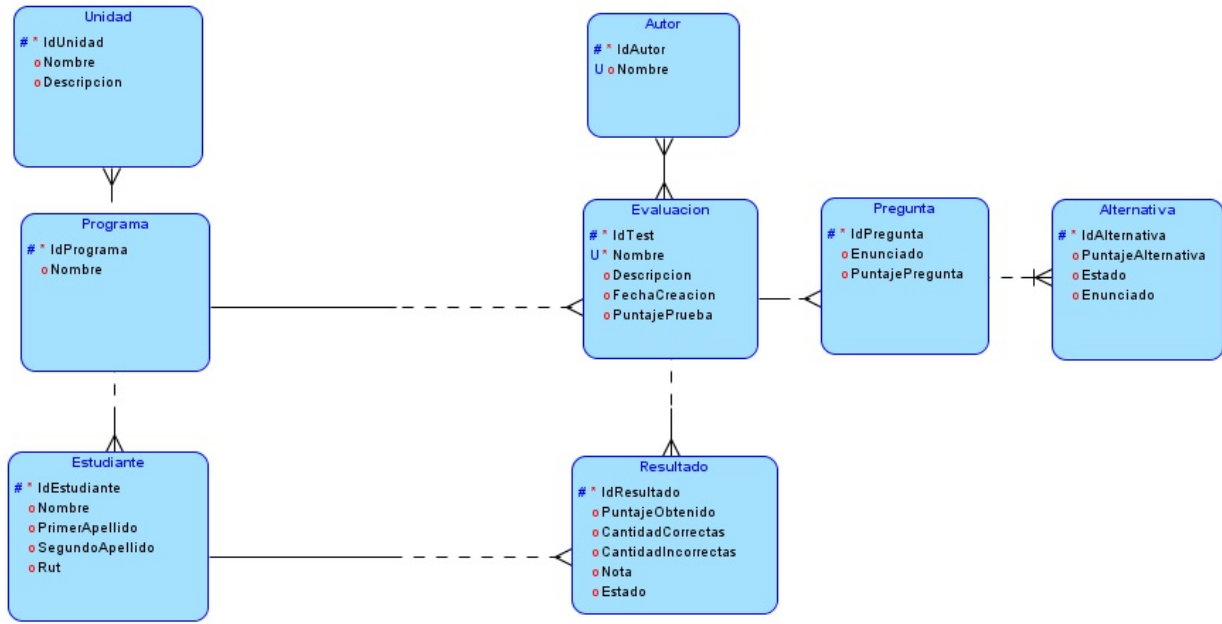 Unidad
# * IdUnidad
o Nombre
o Descripcion
Autor
# * IdAutor
U o Nombre
Programa
# * IdPrograma
o Nombre
Evaluacion
# * IdTest
U * Nombre
o Descripcion
o FechaCreacion
o PuntajePrueba
Pregunta
# * IdPregunta
o Enunciado
o PuntajePregunta
Alternativa
# * IdAlternativa
o PuntajeAlternativa
o Estado
o Enunciado
Estudiante
# * IdEstudiante
o Nombre
o PrimerApellido
o SegundoApellido
o Rut
Resultado
# * IdResultado
o PuntajeObtenido
o CantidadCorrectas
o CantidadIncorrectas
o Nota
o Estado